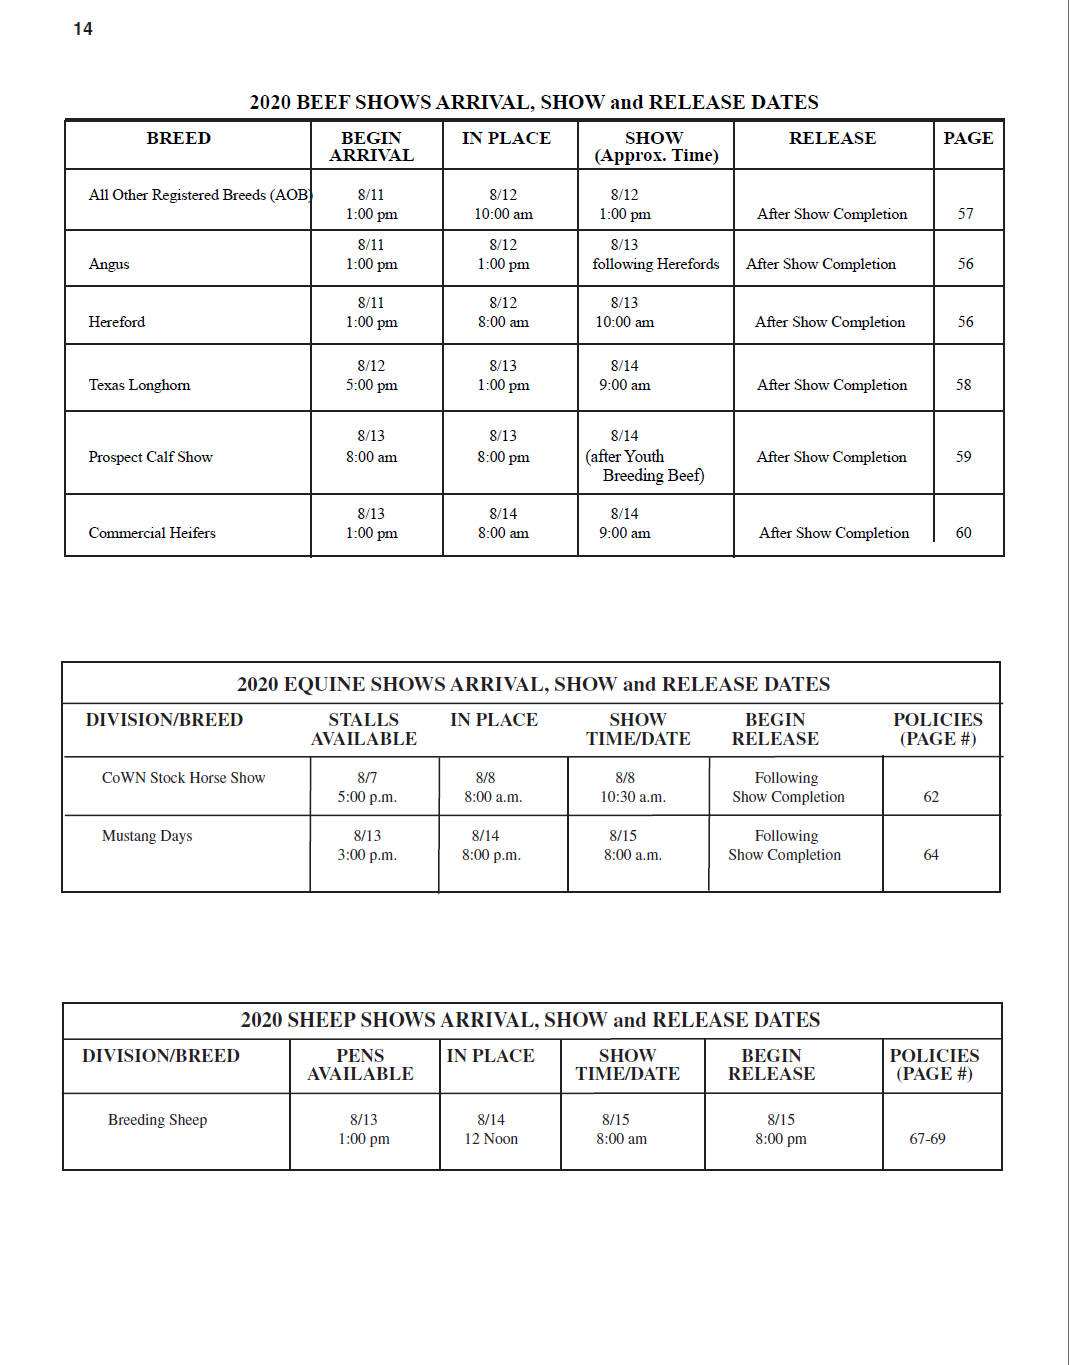 14
2020 BEEF SHOWS ARRIVAL, SHOW and RELEASE DATES
BREED BEGIN IN PLACE SHOW RELEASE PAGE
ARRIVAL (Approx. Time)
8/11 8/12 8/12
All Other Registered Breeds (AOB) 1:00 pm 10:00 am 1:00 pm After Show Completion 57
8/11 8/12 8/13
Angus 1:00 pm 1:00 pm following Herefords After Show Completion 56
8/11 8/12 8/13
Hereford 1:00 pm 8:00 am 10:00 am After Show Completion 56
8/12 8/13 8/14
Texas Longhorn 5:00 pm 1:00 pm 9:00 am After Show Completion 58
8/13 8/13 8/14
Prospect Calf Show 8:00 am 8:00 pm (after Youth After Show Completion 59
Breeding Beef)
8/13 8/14 8/14
Commercial Heifers 1:00 pm 8:00 am 9:00 am After Show Completion 60
2020 EQUINE SHOWS ARRIVAL, SHOW and RELEASE DATES
DIVISION/BREED STALLS IN PLACE SHOW BEGIN POLICIES
AVAILABLE TIME/DATE RELEASE (PAGE #)
CoWN Stock Horse Show 8/7 8/8 8/8 Following
5:00 p.m. 8:00 a.m. 10:30 a.m. Show Completion 62
Mustang Days 8/13 8/14 8/15 Following
3:00 p.m. 8:00 p.m. 8:00 a.m. Show Completion 64
2020 SHEEP SHOWS ARRIVAL, SHOW and RELEASE DATES
DIVISION/BREED PENS IN PLACE SHOW BEGIN POLICIES
AVAILABLE TIME/DATE RELEASE (PAGE #)
Breeding Sheep 8/13 8/14 8/15 8/15
1:00 pm 12 Noon 8:00 am 8:00 pm 67-69